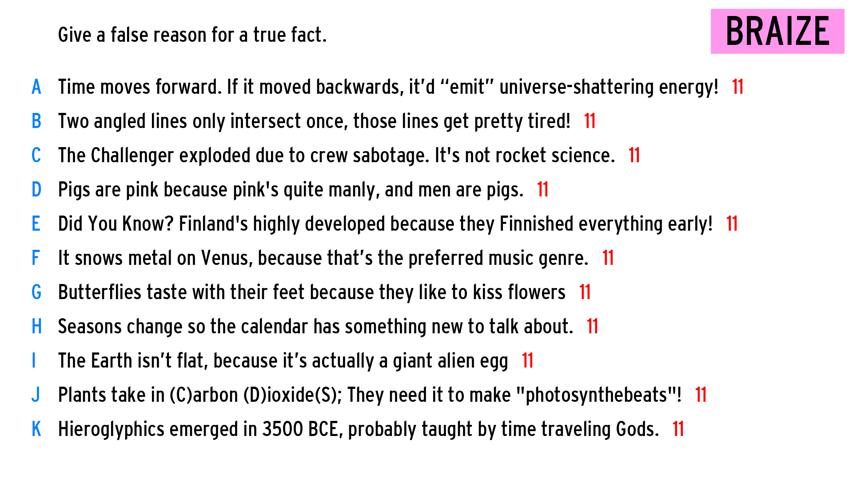 Give a false reason for a true fact.
BRAIZE
A Time moves forward. If it moved backwards, it’d “emit” universe-shattering energy! 11
B Two angled lines only intersect once, those lines get pretty tired! 11
C The Challenger exploded due to crew sabotage. It's not rocket science. 11
D Pigs are pink because pink's quite manly, and men are pigs. 11
E Did You Know? Finland's highly developed because they Finnished everything early! 11
F It snows metal on Venus, because that’s the preferred music genre. 11
G Butterflies taste with their feet because they like to kiss flowers 11
H Seasons change so the calendar has something new to talk about. 11
I The Earth isn’t flat, because it’s actually a giant alien egg 11
J Plants take in (C)arbon (D)ioxide(S); They need it to make "photosynthebeats"! 11
K Hieroglyphics emerged in 3500 BCE, probably taught by time traveling Gods. 11